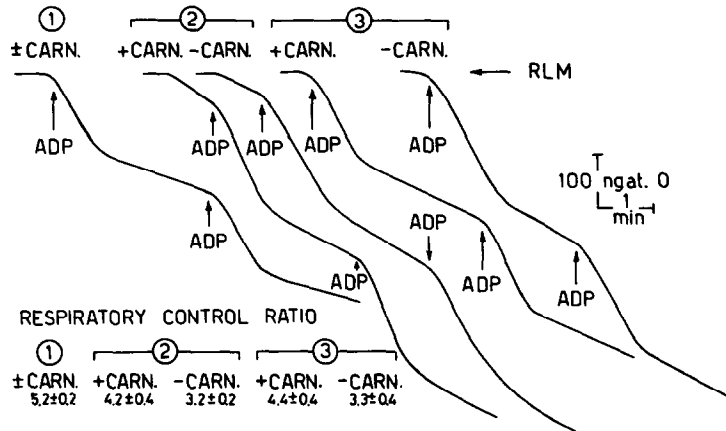 ① ② ③
±CARN. +CARN. -CARN. +CARN. -CARN.
← RLM
ADP ADP ADP ADP ADP
100 ngat. O
1
min
ADP ADP ADP ADP ADP
RESPIRATORY CONTROL RATIO
① ② ③
±CARN. +CARN. -CARN. +CARN. -CARN.
5,2±0,2 4,2±0,4 3,2±0,2 4,4±0,4 3,3±0,4